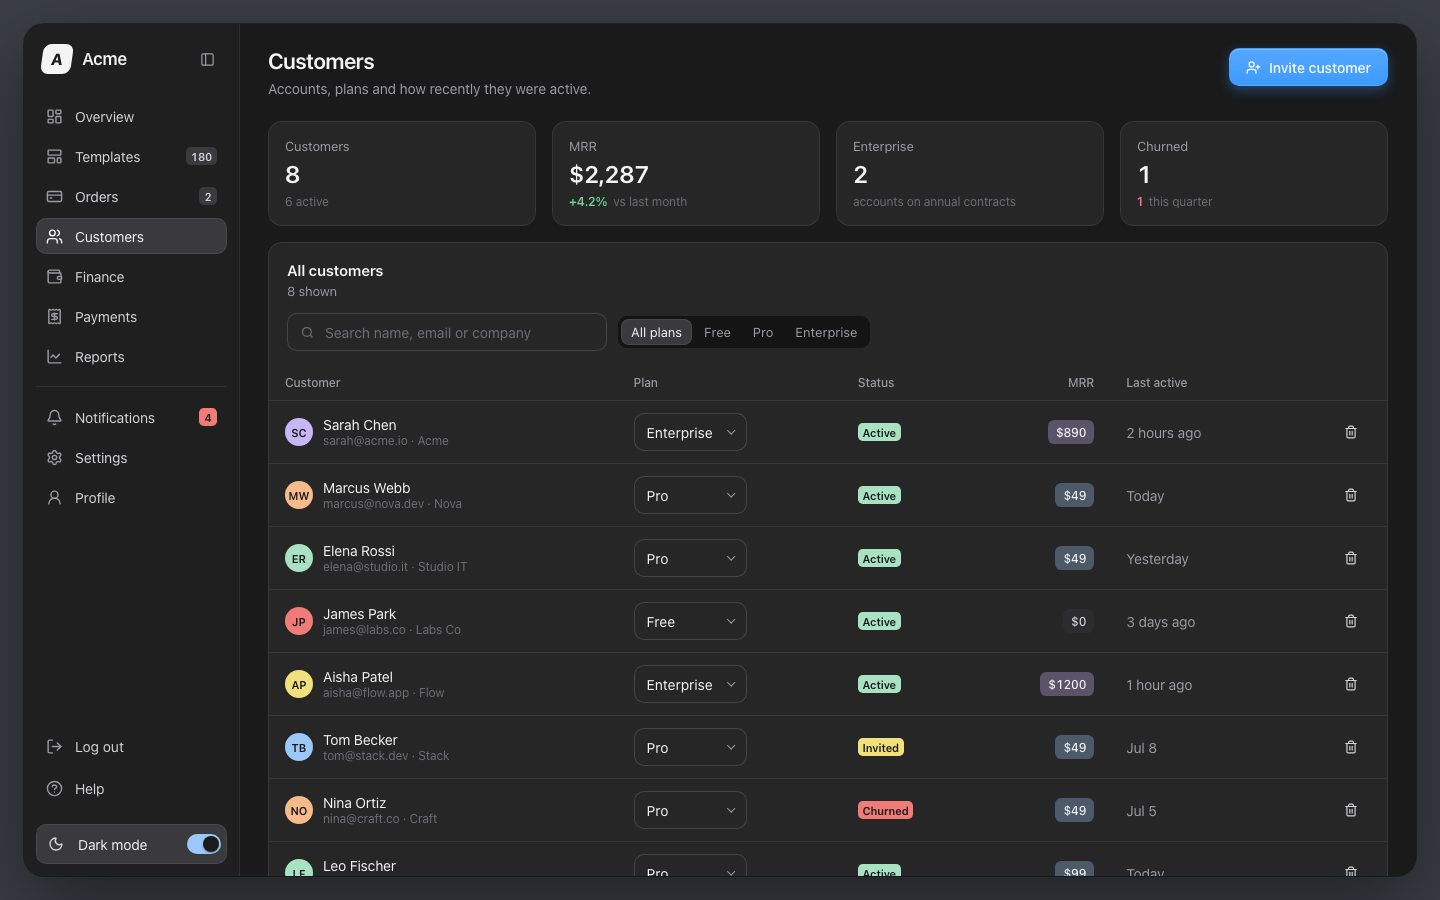 A Acme
Overview
Templates 180
Orders 2
Customers
Finance
Payments
Reports
Notifications 4
Settings
Profile
Log out
Help
Dark mode
Customers
Accounts, plans and how recently they were active.
Invite customer
Customers
8
6 active
MRR
$2,287
+4.2% vs last month
Enterprise
2
accounts on annual contracts
Churned
1
1 this quarter
All customers
8 shown
Search name, email or company
All plans Free Pro Enterprise
Customer Plan Status MRR Last active
SC Sarah Chen Enterprise Active $890 2 hours ago
sarah@acme.io · Acme
MW Marcus Webb Pro Active $49 Today
marcus@nova.dev · Nova
ER Elena Rossi Pro Active $49 Yesterday
elena@studio.it · Studio IT
JP James Park Free Active $0 3 days ago
james@labs.co · Labs Co
AP Aisha Patel Enterprise Active $1200 1 hour ago
aisha@flow.app · Flow
TB Tom Becker Pro Invited $49 Jul 8
tom@stack.dev · Stack
NO Nina Ortiz Pro Churned $49 Jul 5
nina@craft.co · Craft
LF Leo Fischer Pro Active $99 Today